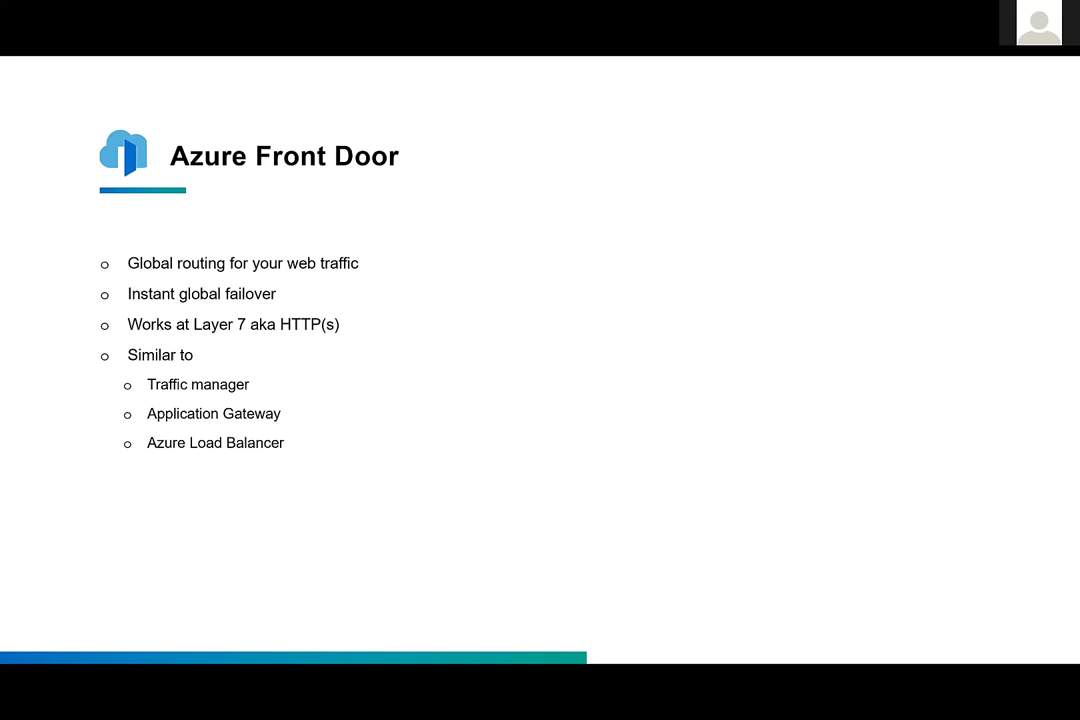 Azure Front Door
o Global routing for your web traffic
o Instant global failover
o Works at Layer 7 aka HTTP(s)
o Similar to
o Traffic manager
o Application Gateway
o Azure Load Balancer